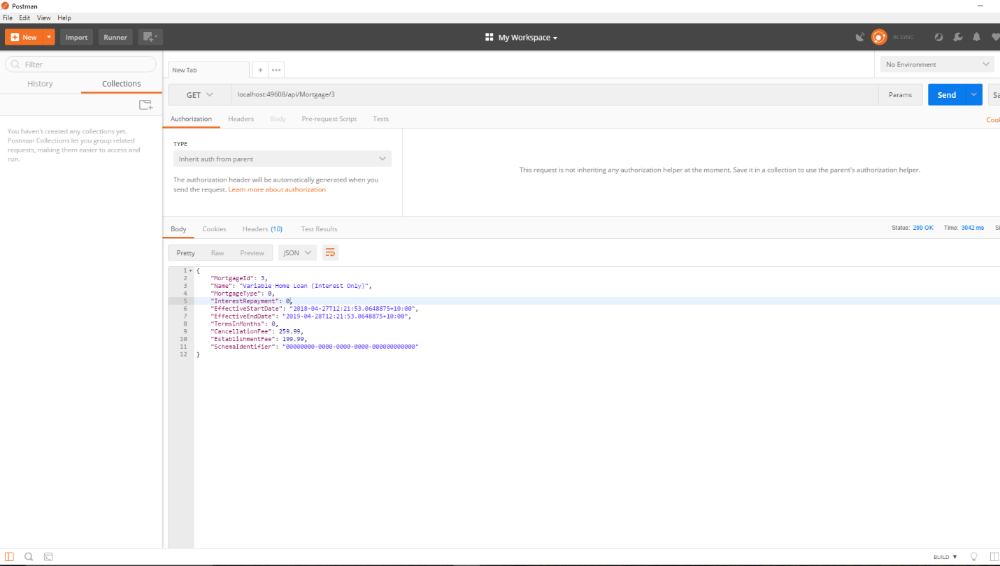 Postman
File Edit View Help
New Import Runner My Workspace IN SYNC
Filter
History Collections
You haven't created any collections yet.
Postman Collections let you group related
requests, making them easier to access and
run.
New Tab + ••• No Environment
GET localhost:49608/api/Mortgage/3 Params Send Sa
Authorization Headers Body Pre-request Script Tests Cook
TYPE
Inherit auth from parent
The authorization header will be automatically generated when you
send the request. Learn more about authorization
This request is not inheriting any authorization helper at the moment. Save it in a collection to use the parent's authorization helper.
Body Cookies Headers (10) Test Results Status: 200 OK Time: 3042 ms Si
Pretty Raw Preview JSON
1 {
2 "MortgageId": 3,
3 "Name": "Variable Home Loan (Interest Only)",
4 "MortgageType": 0,
5 "InterestRepayment": 0,
6 "EffectiveStartDate": "2018-04-27T12:21:53.0648875+10:00",
7 "EffectiveEndDate": "2019-04-28T12:21:53.0648875+10:00",
8 "TermsInMonths": 0,
9 "CancellationFee": 259.99,
10 "EstablishmentFee": 199.99,
11 "SchemaIdentifier": "00000000-0000-0000-0000-000000000000"
12 }
BUILD